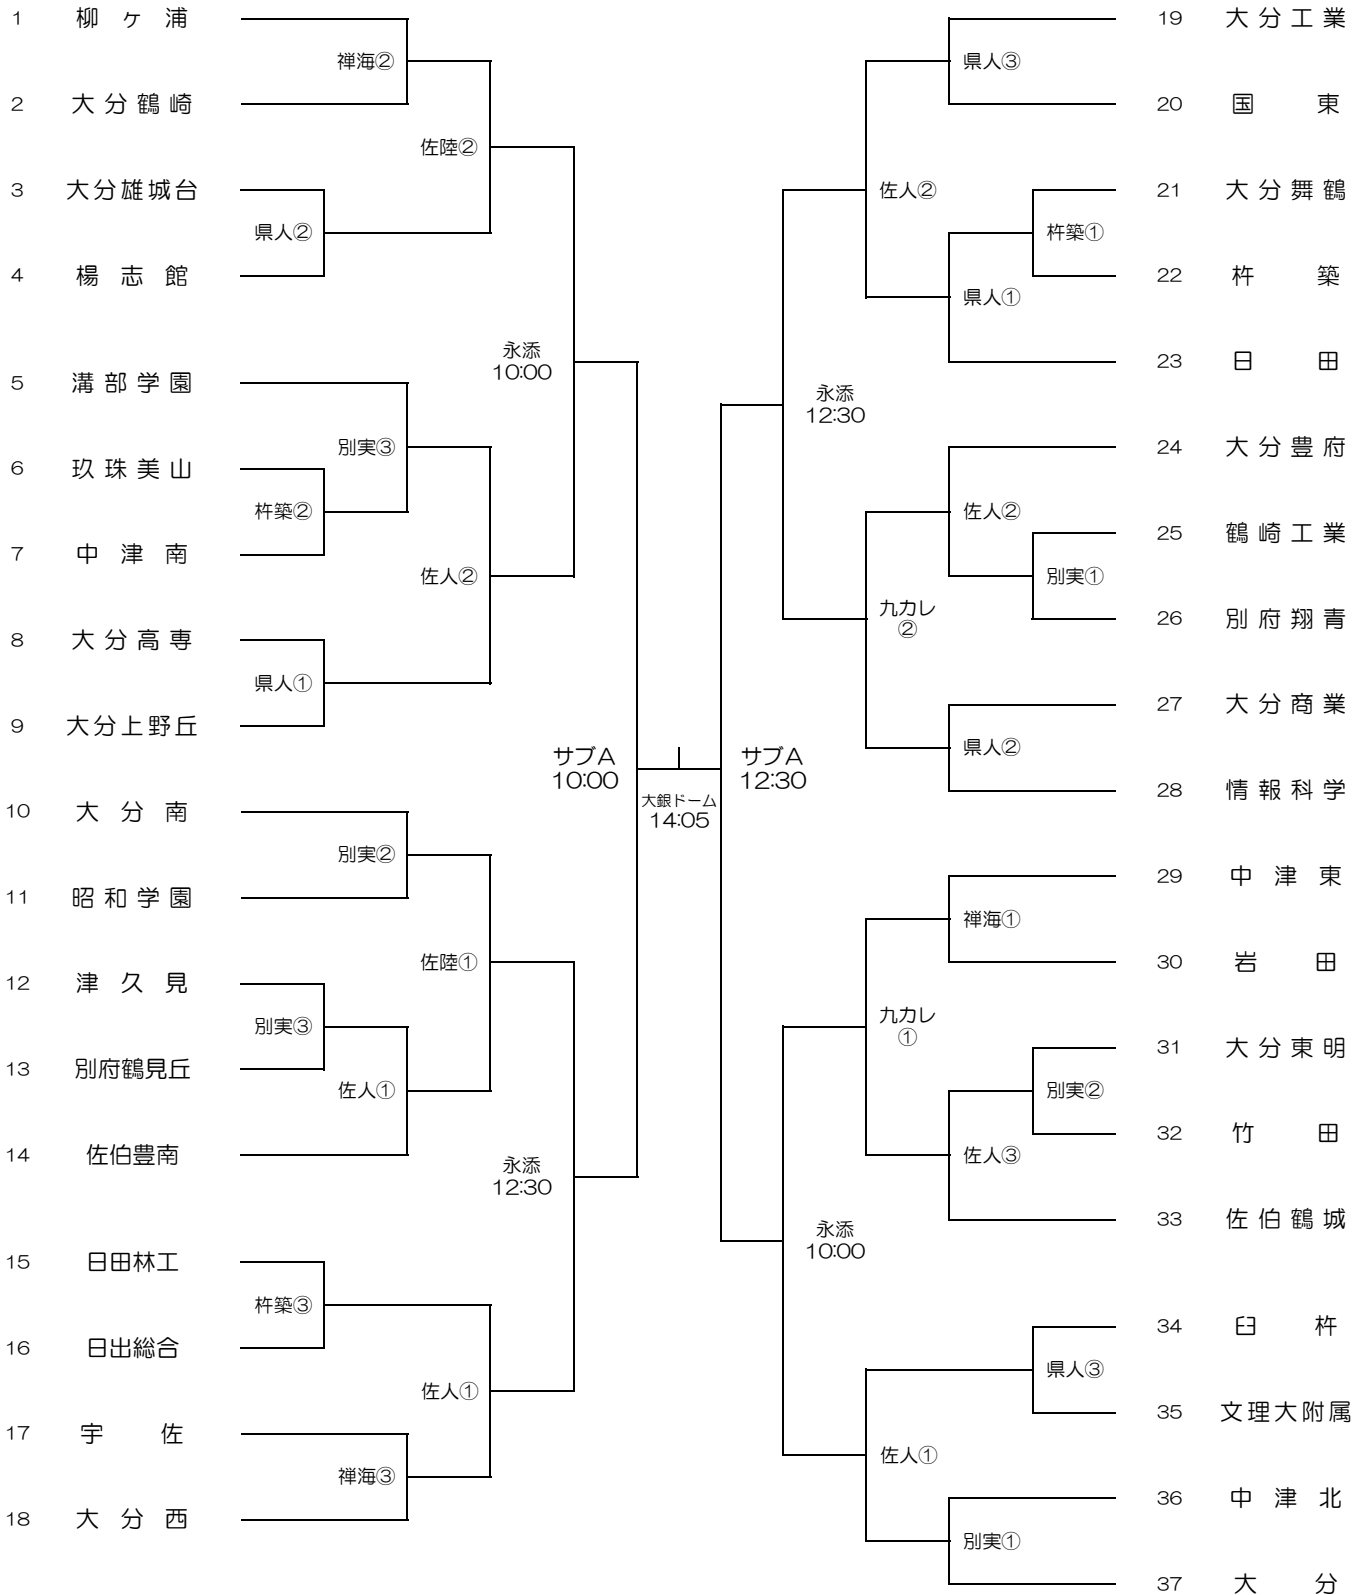 1 柳ヶ浦
2 大分鶴崎
3 大分雄城台
4 楊志館
5 溝部学園
6 玖珠美山
7 中津南
8 大分高専
9 大分上野丘
10 大分南
11 昭和学園
12 津久見
13 別府鶴見丘
14 佐伯豊南
15 日田林工
16 日出総合
17 宇佐
18 大分西
禅海②
県人②
佐陸②
別実③
杵築②
県人①
佐人②
永添
10:00
別実②
別実③
佐人①
佐陸①
杵築③
禅海③
佐人①
永添
12:30
サブA
10:00
大銀ドーム
14:05
サブA
12:30
県人③
杵築①
県人①
佐人②
永添
12:30
佐人②
別実①
九カレ
②
県人②
禅海①
九カレ
①
別実②
佐人③
永添
10:00
県人③
佐人①
別実①
19 大分工業
20 国東
21 大分舞鶴
22 杵築
23 日田
24 大分豊府
25 鶴崎工業
26 別府翔青
27 大分商業
28 情報科学
29 中津東
30 岩田
31 大分東明
32 竹田
33 佐伯鶴城
34 臼杵
35 文理大附属
36 中津北
37 大分